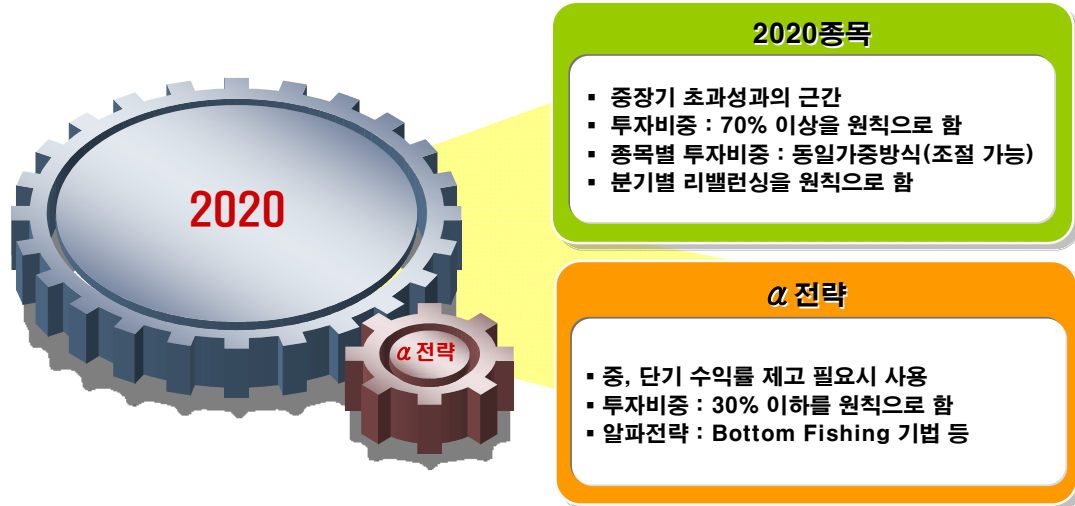 2020
α 전략
2020종목
▪ 중장기 초과성과의 근간
▪ 투자비중 : 70% 이상을 원칙으로 함
▪ 종목별 투자비중 : 동일가중방식(조절 가능)
▪ 분기별 리밸런싱을 원칙으로 함
α 전략
▪ 중, 단기 수익률 제고 필요시 사용
▪ 투자비중 : 30% 이하를 원칙으로 함
▪ 알파전략 : Bottom Fishing 기법 등